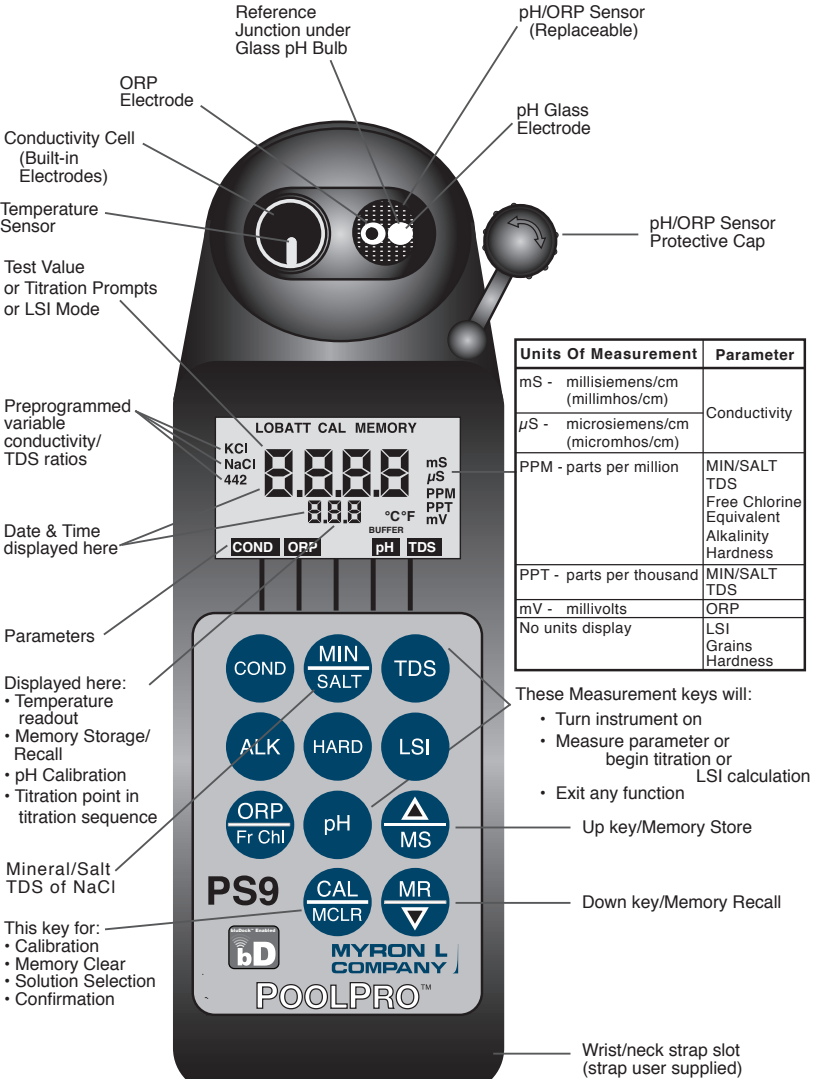 Reference
Junction under
Glass pH Bulb
pH/ORP Sensor
(Replaceable)
ORP
Electrode
pH Glass
Electrode
Conductivity Cell
(Built-in
Electrodes)
Temperature
Sensor
pH/ORP Sensor
Protective Cap
Test Value
or Titration Prompts
or LSI Mode
Preprogrammed
variable
conductivity/
TDS ratios
Date & Time
displayed here
Parameters
LOBATT CAL MEMORY
KCl
NaCl
442
8.8.8.8
mS
µS
PPM
PPT
mV
8.8.8
°C°F
BUFFER
COND ORP pH TDS
Units Of Measurement Parameter
mS - millisiemens/cm
(millimhos/cm)
µS - microsiemens/cm
(micromhos/cm)
Conductivity
PPM - parts per million MIN/SALT
TDS
Free Chlorine
Equivalent
Alkalinity
Hardness
PPT - parts per thousand MIN/SALT
TDS
mV - millivolts ORP
No units display LSI
Grains
Hardness
Displayed here:
• Temperature
readout
• Memory Storage/
Recall
• pH Calibration
• Titration point in
titration sequence
Mineral/Salt
TDS of NaCl
This key for:
• Calibration
• Memory Clear
• Solution Selection
• Confirmation
COND
MIN
SALT
TDS
ALK
HARD
LSI
ORP
Fr Chl
pH
MS
PS9
CAL
MCLR
MR
bluDock™ Enabled
bD
MYRON L
COMPANY
POOLPRO™
These Measurement keys will:
• Turn instrument on
• Measure parameter or
begin titration or
LSI calculation
• Exit any function
Up key/Memory Store
Down key/Memory Recall
Wrist/neck strap slot
(strap user supplied)